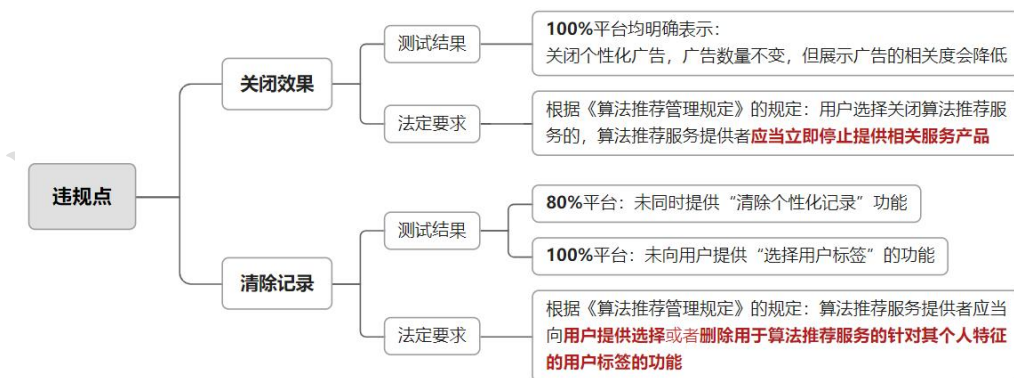 违规点
关闭效果
测试结果
100%平台均明确表示：
关闭个性化广告，广告数量不变，但展示广告的相关度会降低
法定要求
根据《算法推荐管理规定》的规定：用户选择关闭算法推荐服
务的，算法推荐服务提供者应当立即停止提供相关服务产品
清除记录
测试结果
80%平台：未同时提供“清除个性化记录”功能
100%平台：未向用户提供“选择用户标签”的功能
法定要求
根据《算法推荐管理规定》的规定：算法推荐服务提供者应当
向用户提供选择或者删除用于算法推荐服务的针对其个人特征
的用户标签的功能